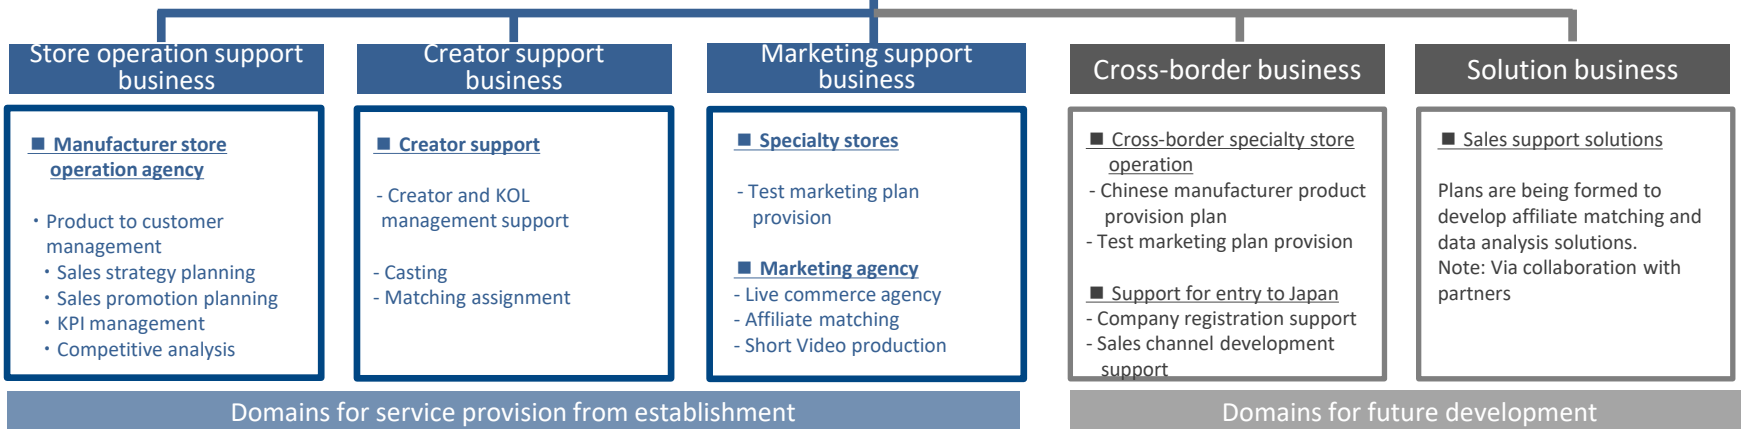 Store operation support
business
Creator support
business
Marketing support
business
Cross-border business
Solution business
■ Manufacturer store
operation agency
・Product to customer
management
・Sales strategy planning
・Sales promotion planning
・KPI management
・Competitive analysis
■ Creator support
- Creator and KOL
management support
- Casting
- Matching assignment
■ Specialty stores
- Test marketing plan
provision
■ Marketing agency
- Live commerce agency
- Affiliate matching
- Short Video production
■ Cross-border specialty store
operation
- Chinese manufacturer product
provision plan
- Test marketing plan provision
■ Support for entry to Japan
- Company registration support
- Sales channel development
support
■ Sales support solutions
Plans are being formed to
develop affiliate matching and
data analysis solutions.
Note: Via collaboration with
partners
Domains for service provision from establishment
Domains for future development